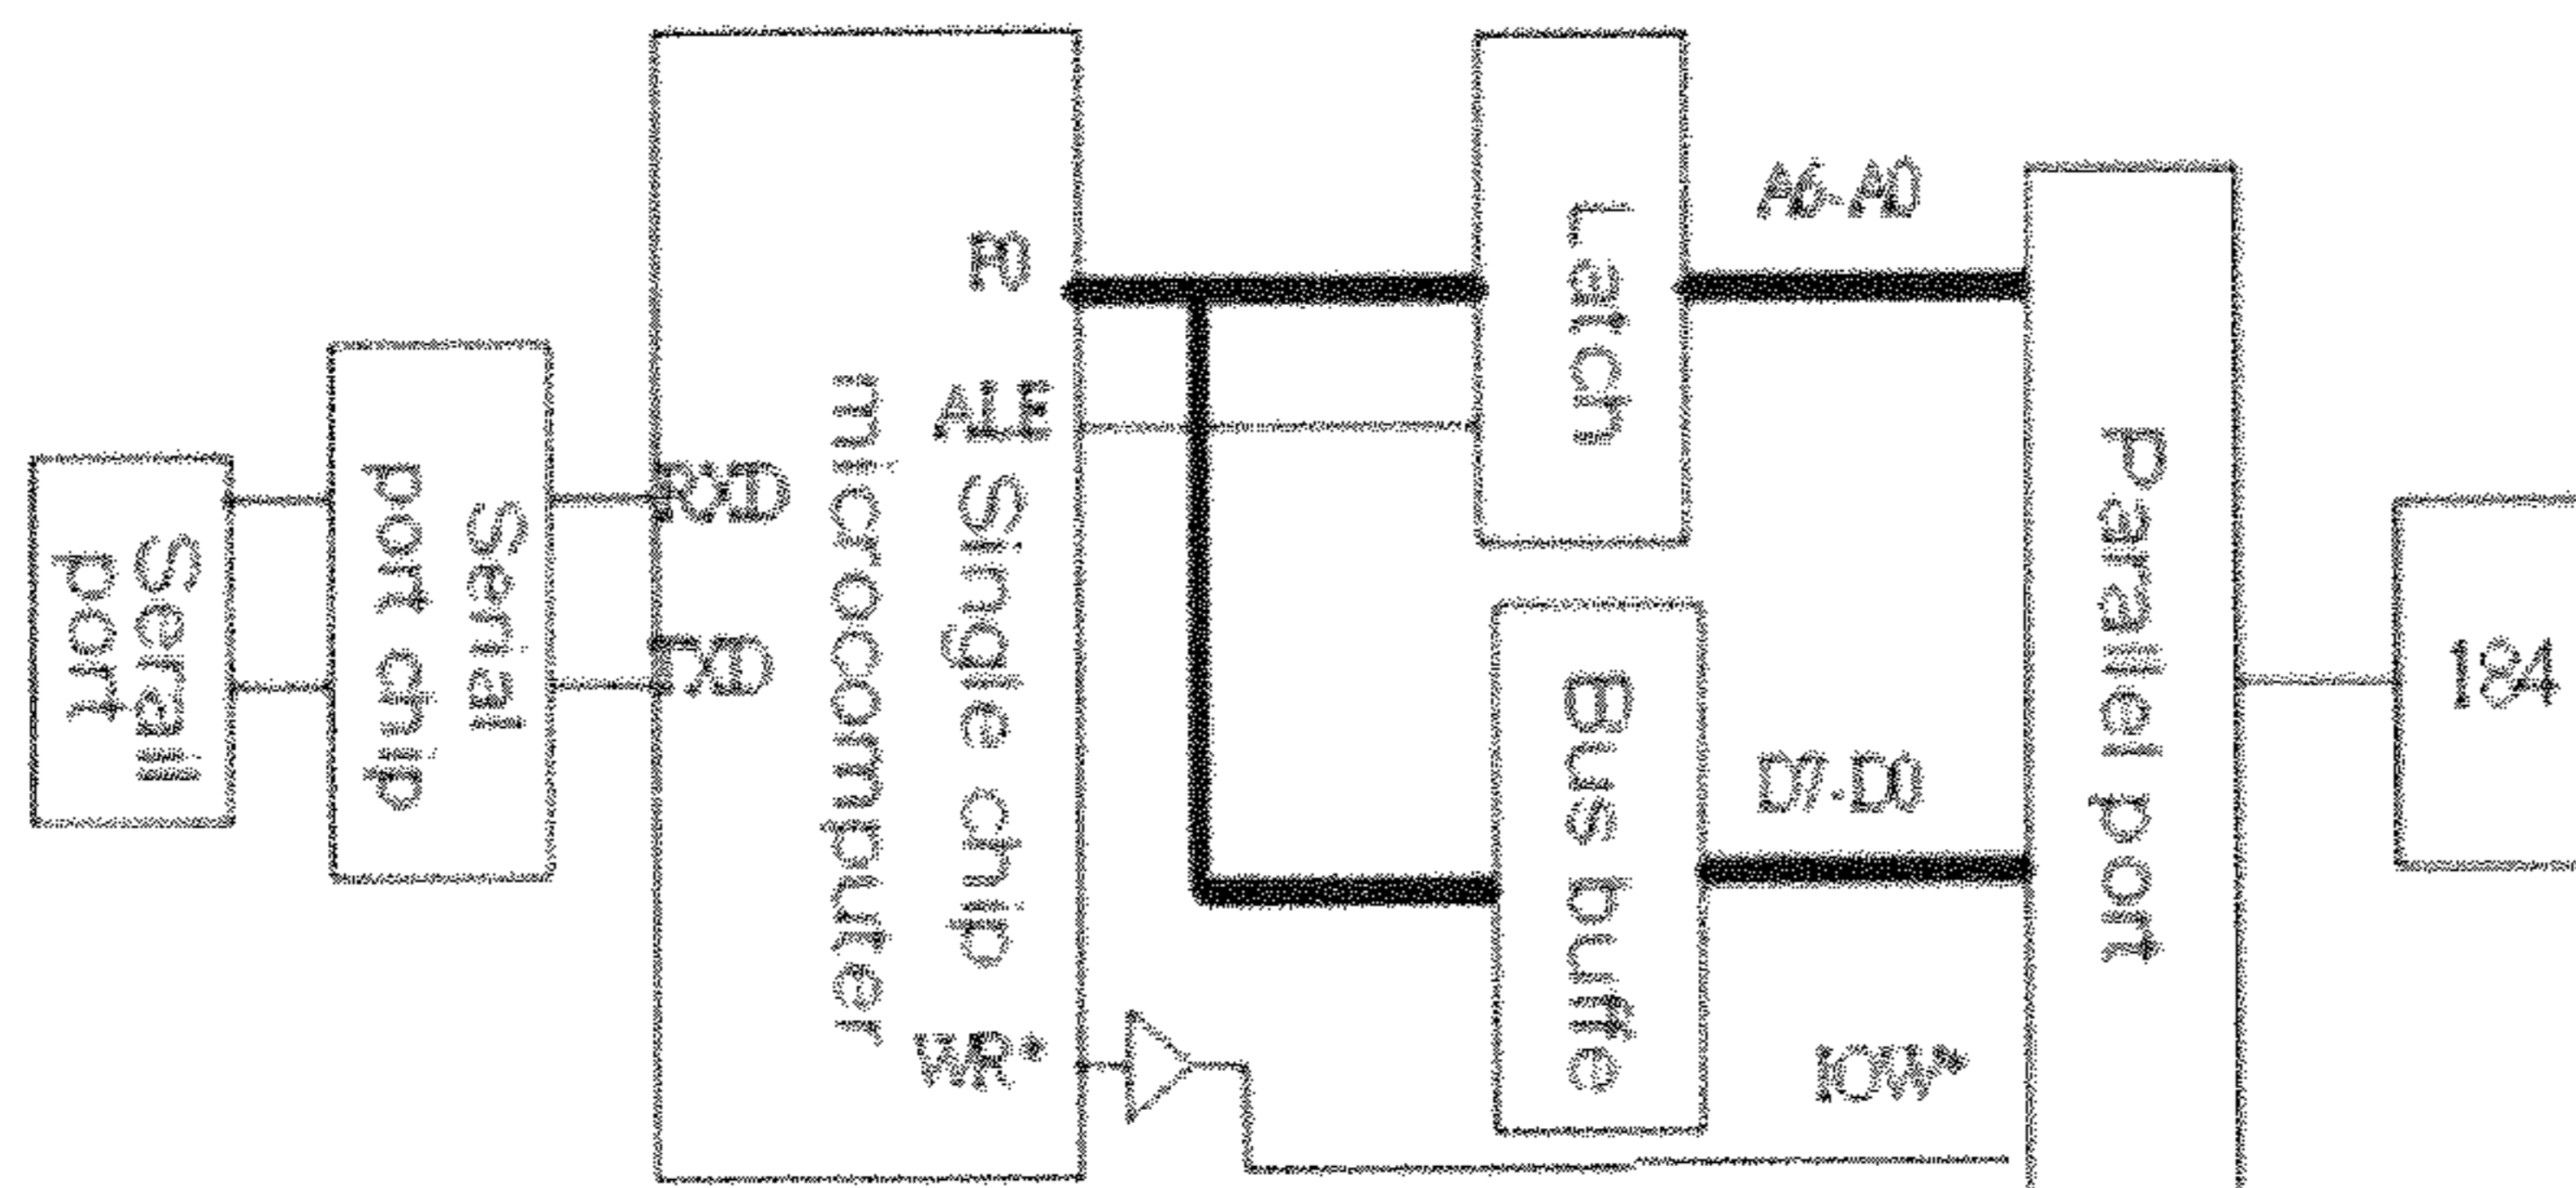 Serial
port
Serial
port chip
RXD
TXD
Single chip
microcomputer
P0
ALE
WR*
Latch
Bus buffe
A6-A0
D7-D0
IOW*
Parallel port
184